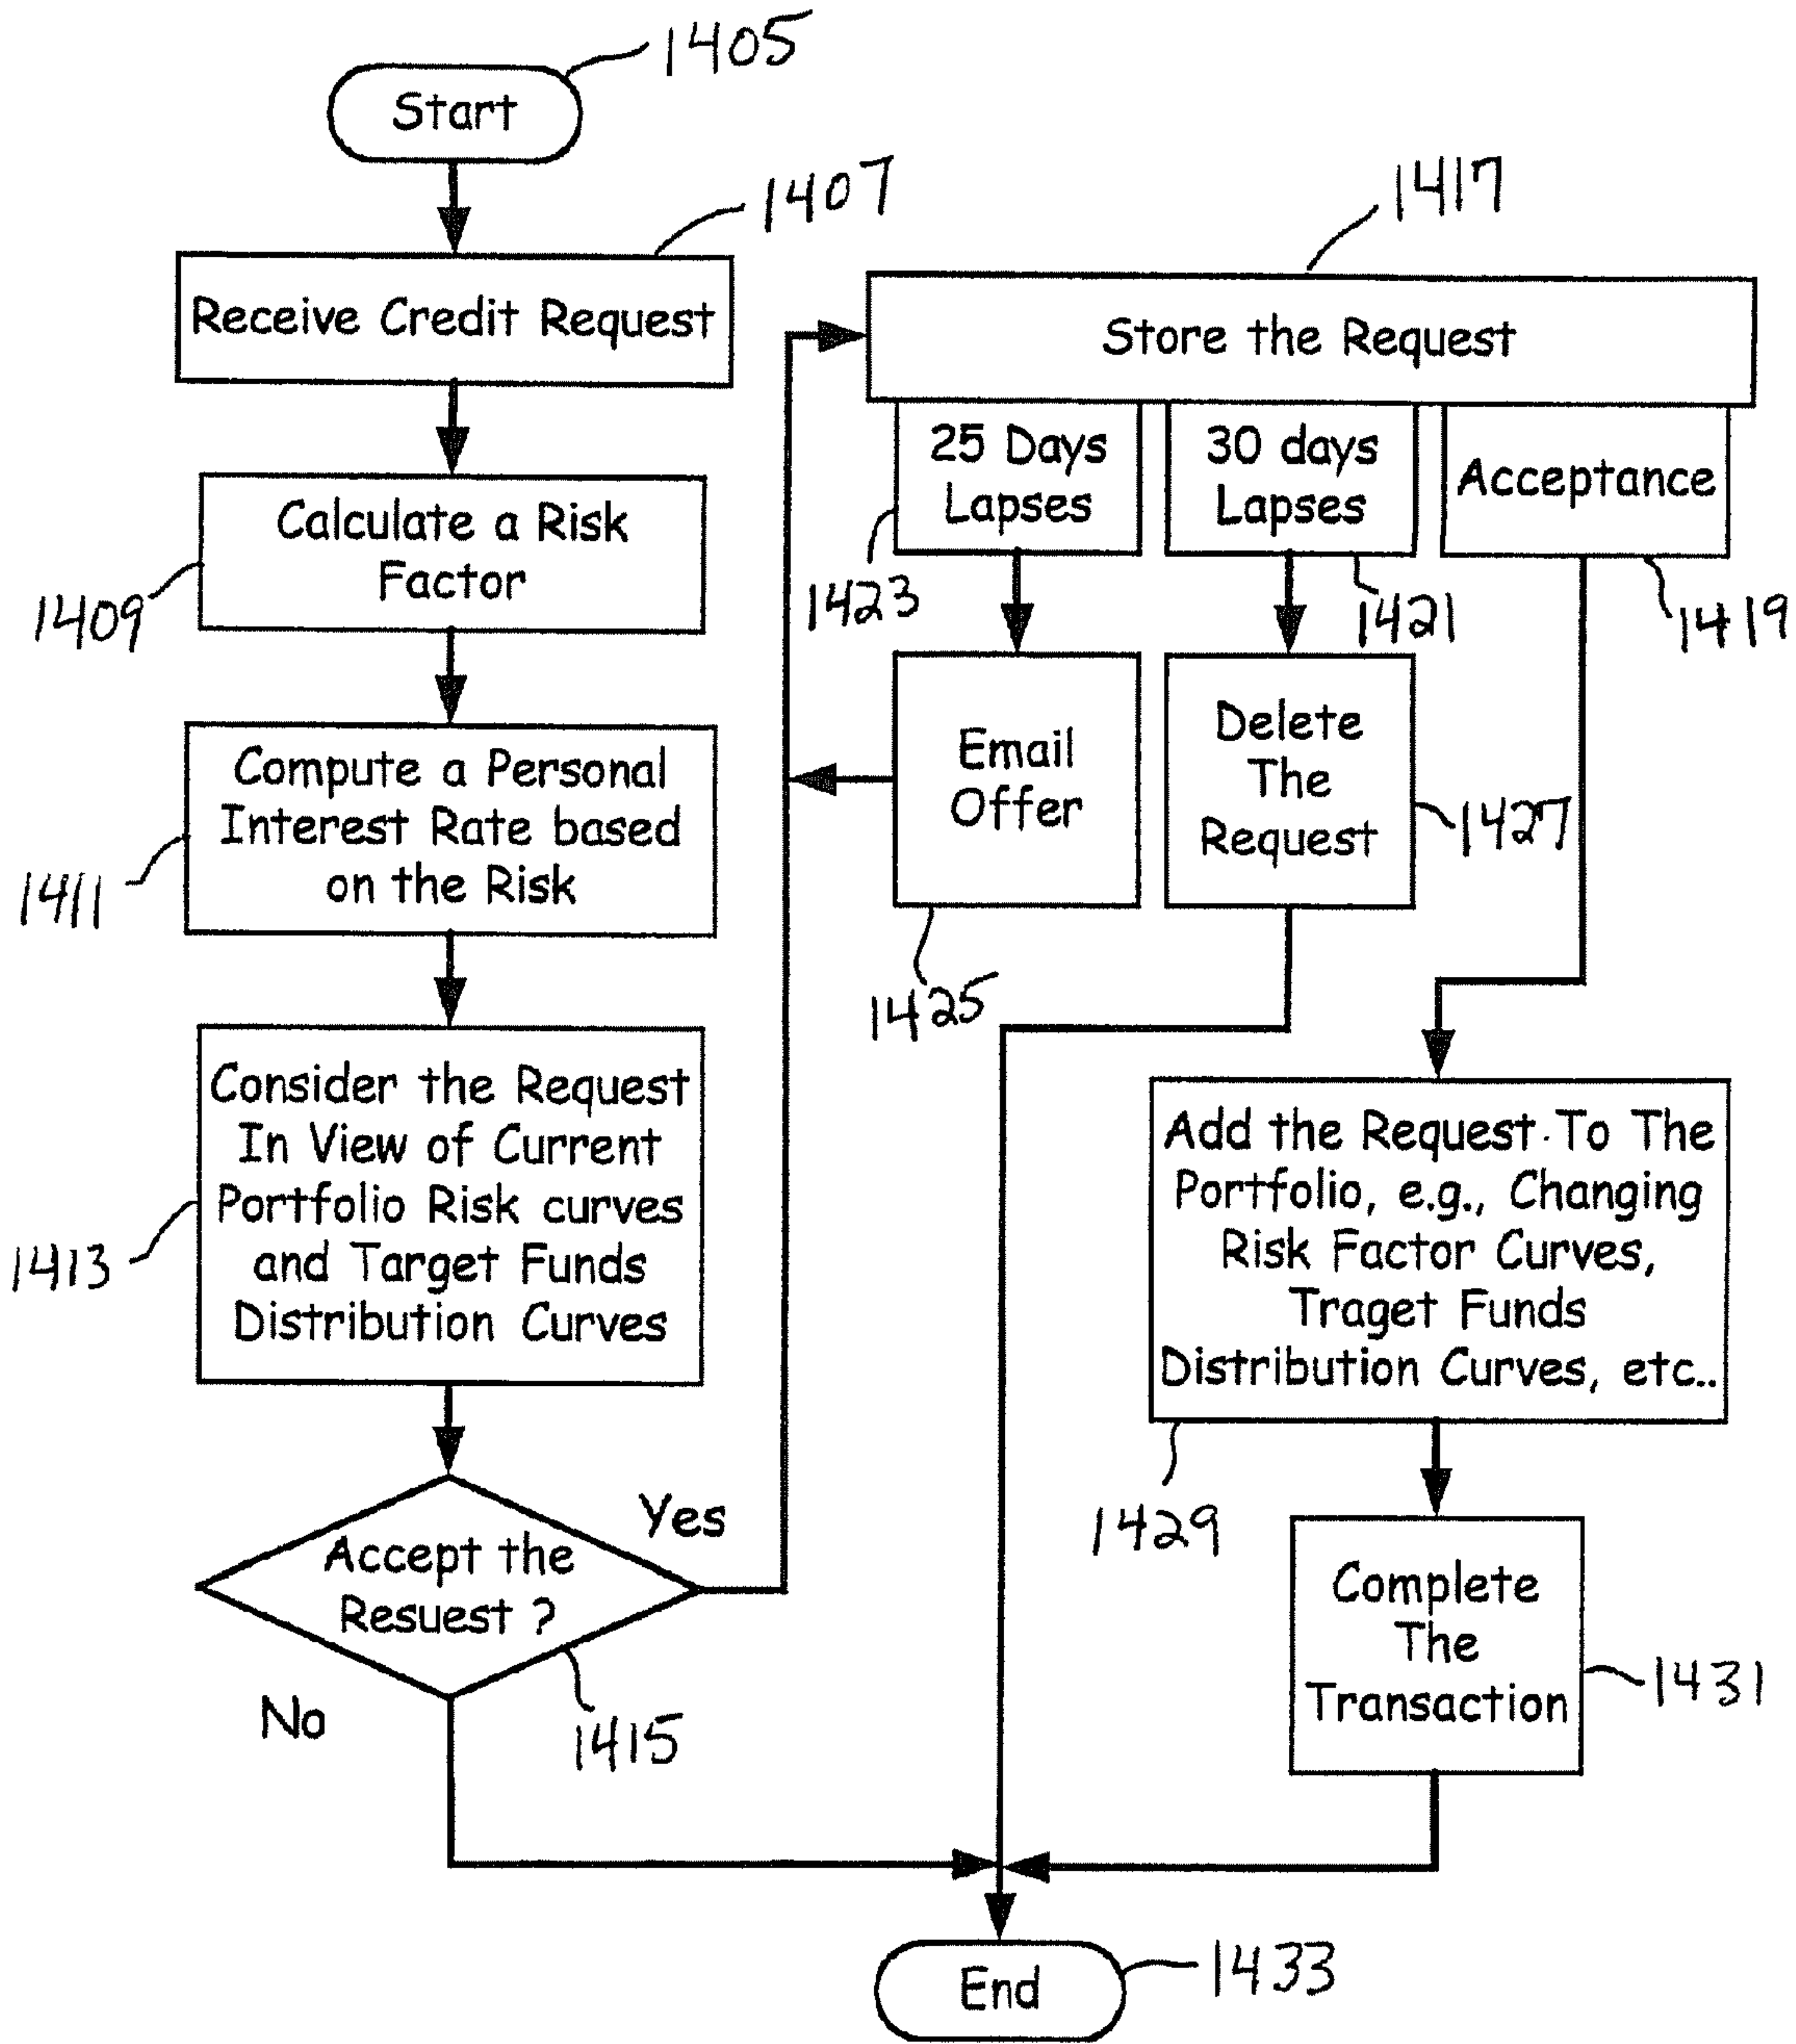 1405
Start
1407
Receive Credit Request
1409
Calculate a Risk
Factor
1411
Compute a Personal
Interest Rate based
on the Risk
1413
Consider the Request
In View of Current
Portfolio Risk curves
and Target Funds
Distribution Curves
Accept the
Resuest ?
Yes
No
1415
1417
Store the Request
25 Days
Lapses
1423
30 days
Lapses
1421
Acceptance
1419
Email
Offer
1425
Delete
The
Request
1427
Add the Request To The
Portfolio, e.g., Changing
Risk Factor Curves,
Traget Funds
Distribution Curves, etc..
1429
Complete
The
Transaction
1431
End
1433